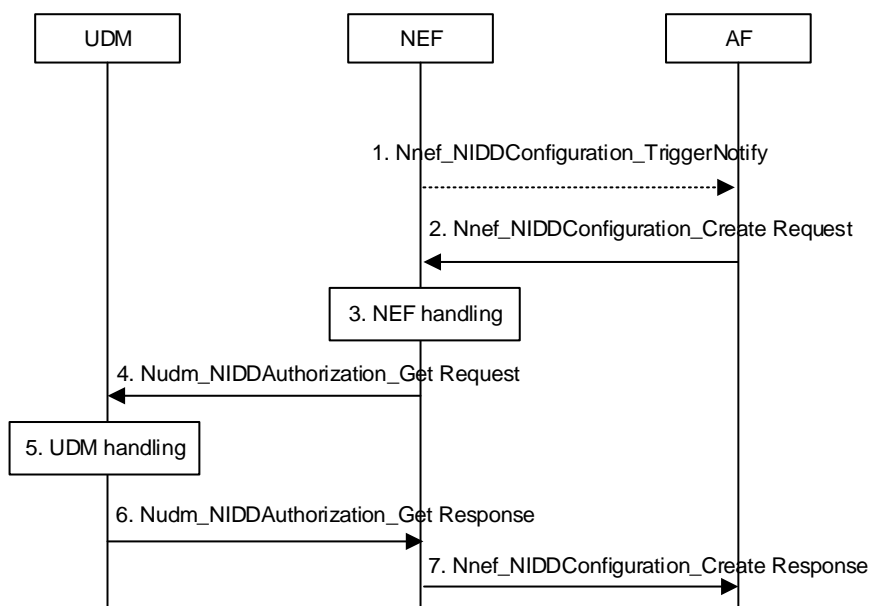 UDM
NEF
AF
1. Nnef_NIDDConfiguration_TriggerNotify
2. Nnef_NIDDConfiguration_Create Request
3. NEF handling
4. Nudm_NIDDAuthorization_Get Request
5. UDM handling
6. Nudm_NIDDAuthorization_Get Response
7. Nnef_NIDDConfiguration_Create Response